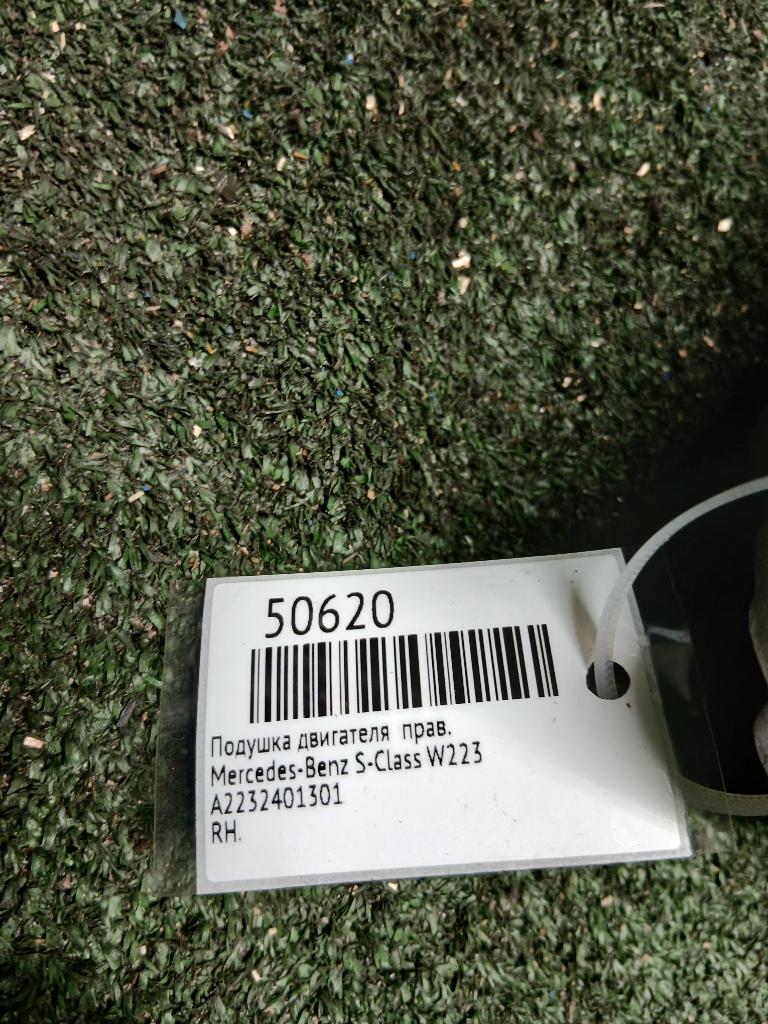 50620
Подушка двигателя прав.
Mercedes-Benz S-Class W223
A2232401301
RH.